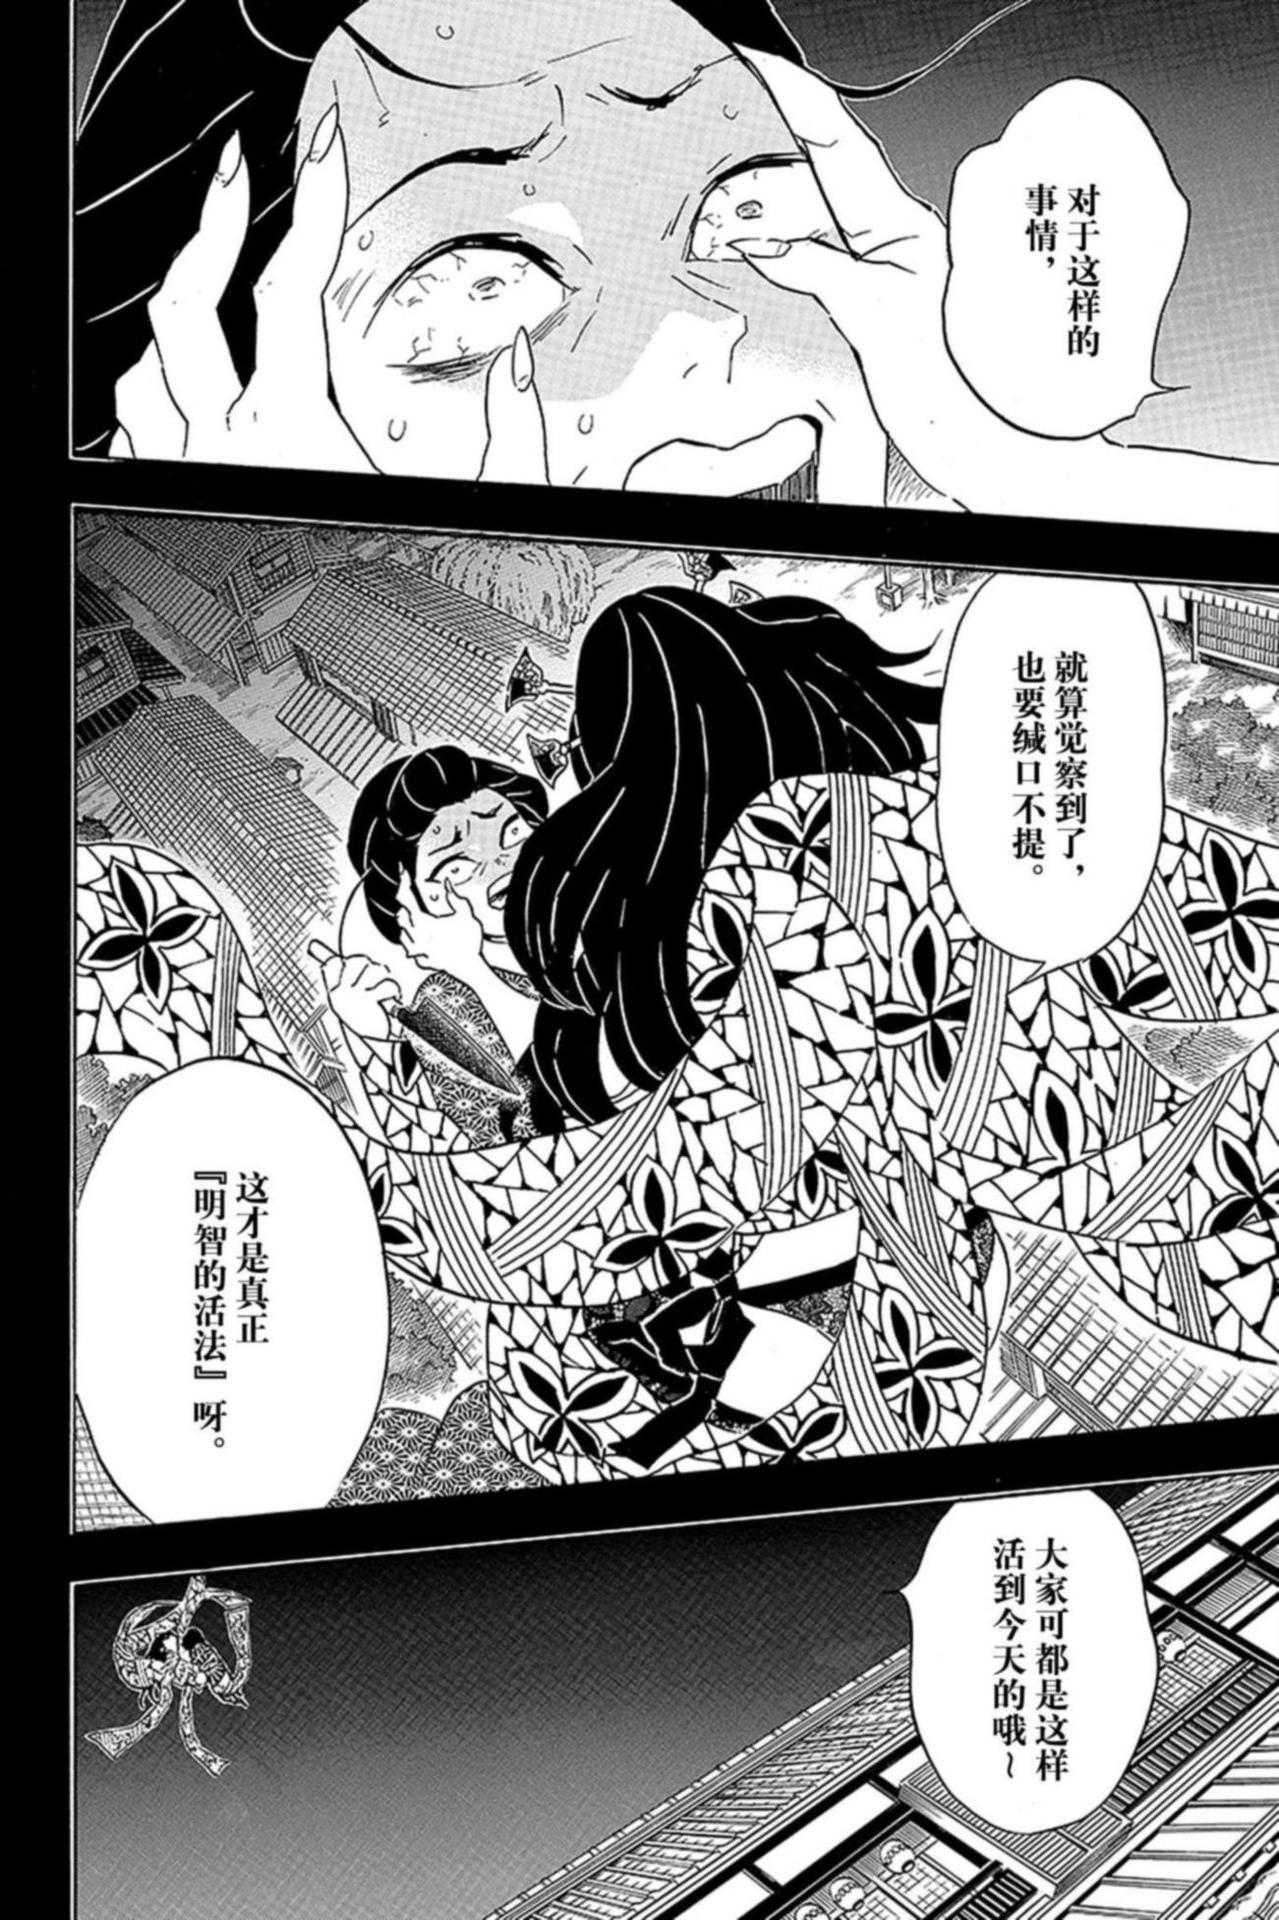 对于这样的
事情，
就算觉察到了，
也要缄口不提。
这才是真正
『明智的活法』呀。
大家可都是这样
活到今天的哦～